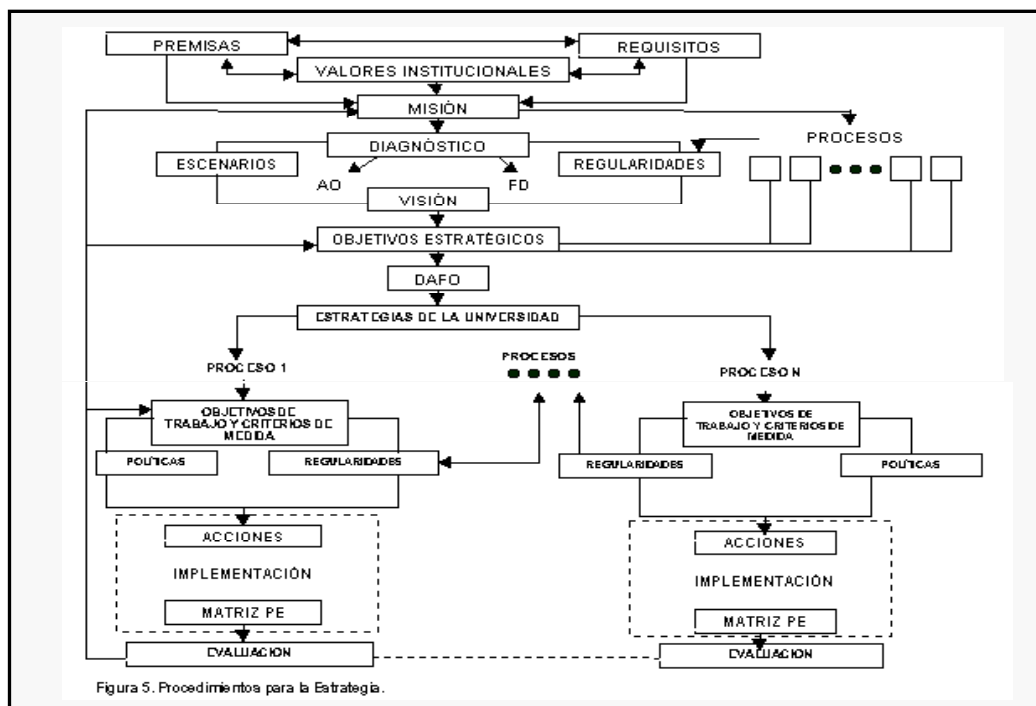 PREMISAS
REQUISITOS
VALORES INSTITUCIONALES
MISIÓN
PROCESOS
DIAGNÓSTICO
ESCENARIOS
REGULARIDADES
AO
FD
VISIÓN
OBJETIVOS ESTRATÉGICOS
DAFO
ESTRATEGIAS DE LA UNIVERSIDAD
PROCESO 1
PROCESOS
PROCESO N
OBJETIVOS DE
TRABAJO Y CRITERIOS DE
MEDIDA
OBJETIVOS DE
TRABAJO Y CRITERIOS DE
MEDIDA
POLÍTICAS
REGULARIDADES
REGULARIDADES
POLÍTICAS
ACCIONES
IMPLEMENTACIÓN
MATRIZ PE
EVALUACION
ACCIONES
IMPLEMENTACIÓN
MATRIZ PE
EVALUACION
Figura 5. Procedimientos para la Estrategia.